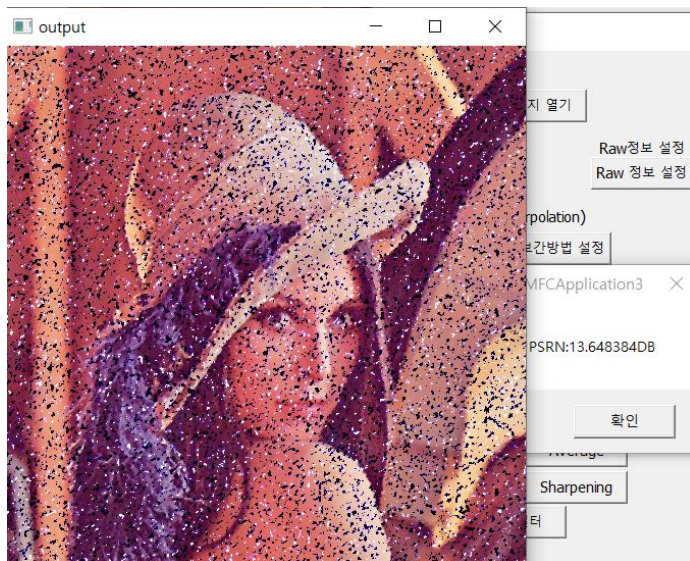 output
지 열기
Raw정보 설정
Raw 정보 설정
rpolation)
간방법 설정
MFCApplication3
PSRN:13.648384DB
확인
Average
Sharpening
터